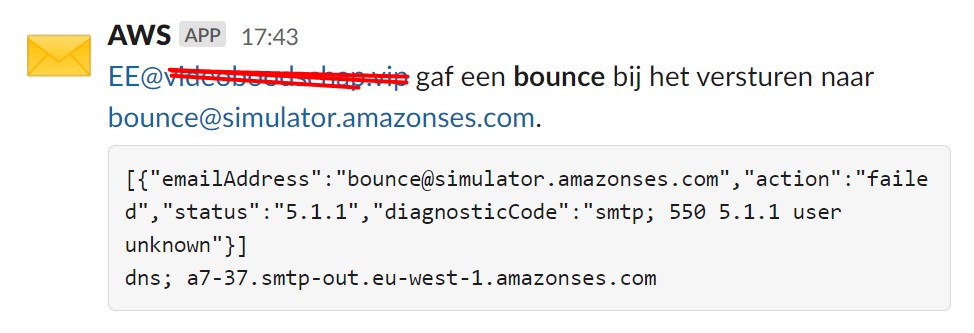 AWS APP 17:43
EE@ gaf een bounce bij het versturen naar
bounce@simulator.amazonses.com.
[{"emailAddress":"bounce@simulator.amazonses.com","action":"faile
d","status":"5.1.1","diagnosticCode":"smtp; 550 5.1.1 user
unknown"}]
dns; a7-37.smtp-out.eu-west-1.amazonses.com